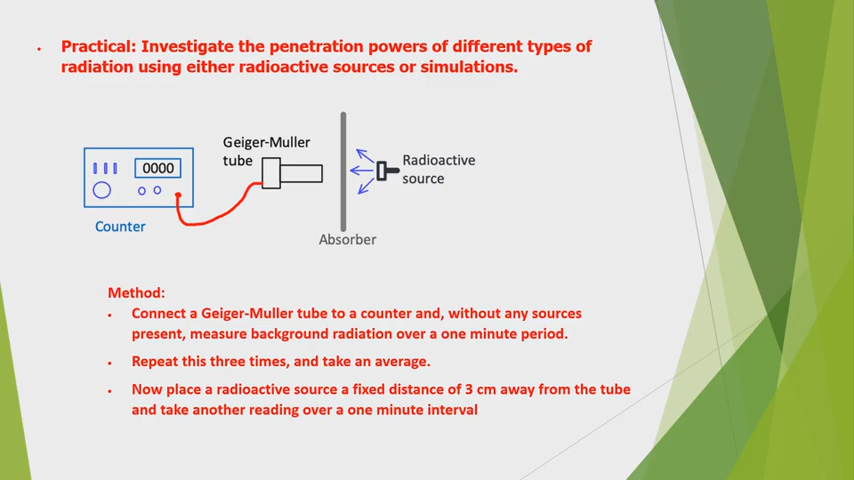 • Practical: Investigate the penetration powers of different types of
radiation using either radioactive sources or simulations.
Geiger-Muller
tube
0000
Radioactive
source
Counter
Absorber
Method:
• Connect a Geiger-Muller tube to a counter and, without any sources
present, measure background radiation over a one minute period.
• Repeat this three times, and take an average.
• Now place a radioactive source a fixed distance of 3 cm away from the tube
and take another reading over a one minute interval